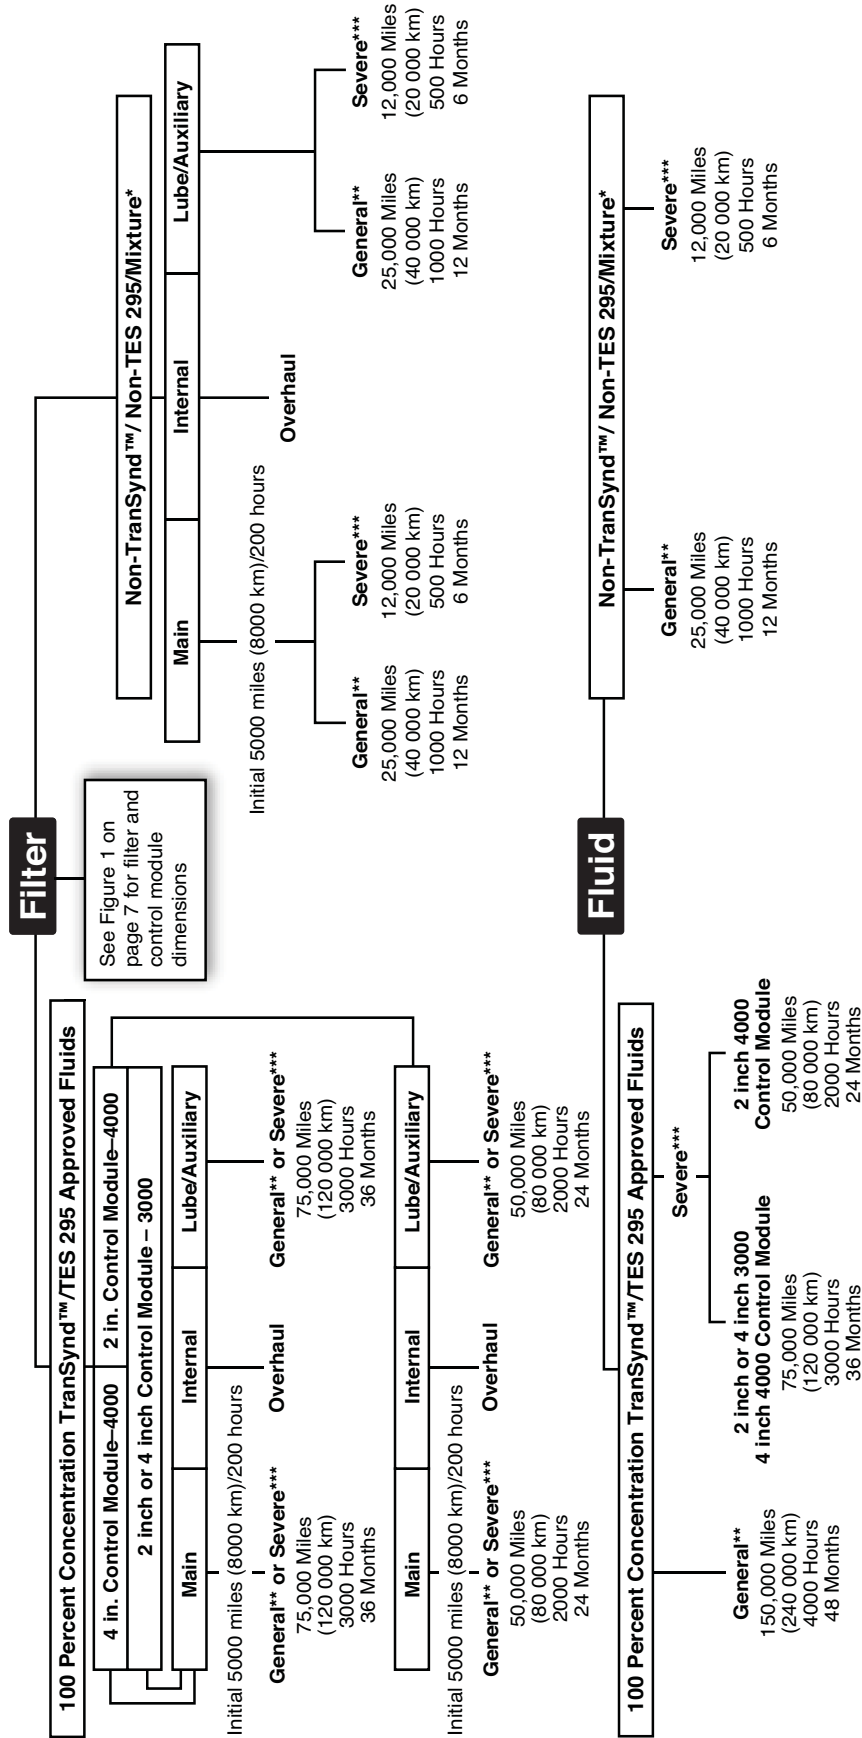 Filter
See Figure 1 on
page 7 for filter and
control module
dimensions
100 Percent Concentration TranSynd™/TES 295 Approved Fluids
4 in. Control Module–4000
2 in. Control Module–4000
2 inch or 4 inch Control Module – 3000
Main
Internal
Lube/Auxiliary
Initial 5000 miles (8000 km)/200 hours
General** or Severe***
75,000 Miles
(120 000 km)
3000 Hours
36 Months
Overhaul
General** or Severe***
75,000 Miles
(120 000 km)
3000 Hours
36 Months
Main
Internal
Lube/Auxiliary
Initial 5000 miles (8000 km)/200 hours
General** or Severe***
50,000 Miles
(80 000 km)
2000 Hours
24 Months
Overhaul
General** or Severe***
50,000 Miles
(80 000 km)
2000 Hours
24 Months
Non-TranSynd™/ Non-TES 295/Mixture*
Main
Internal
Lube/Auxiliary
Initial 5000 miles (8000 km)/200 hours
General**
25,000 Miles
(40 000 km)
1000 Hours
12 Months
Severe***
12,000 Miles
(20 000 km)
500 Hours
6 Months
Overhaul
General**
25,000 Miles
(40 000 km)
1000 Hours
12 Months
Severe***
12,000 Miles
(20 000 km)
500 Hours
6 Months
Fluid
100 Percent Concentration TranSynd™/TES 295 Approved Fluids
General**
150,000 Miles
(240 000 km)
4000 Hours
48 Months
Severe***
2 inch or 4 inch 3000
4 inch 4000 Control Module
75,000 Miles
(120 000 km)
3000 Hours
36 Months
2 inch 4000
Control Module
50,000 Miles
(80 000 km)
2000 Hours
24 Months
Non-TranSynd™/ Non-TES 295/Mixture*
General**
25,000 Miles
(40 000 km)
1000 Hours
12 Months
Severe***
12,000 Miles
(20 000 km)
500 Hours
6 Months